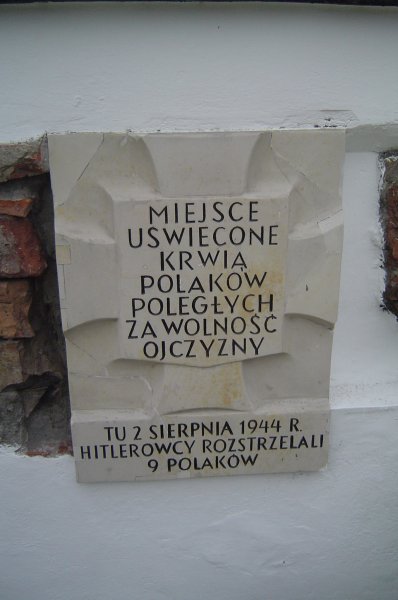 MIEJSCE
UŚWIĘCONE
KRWIĄ
POLAKÓW
POLEGŁYCH
ZA WOLNOŚĆ
OJCZYZNY
TU 2 SIERPNIA 1944 R.
HITLEROWCY ROZSTRZELALI
9 POLAKÓW